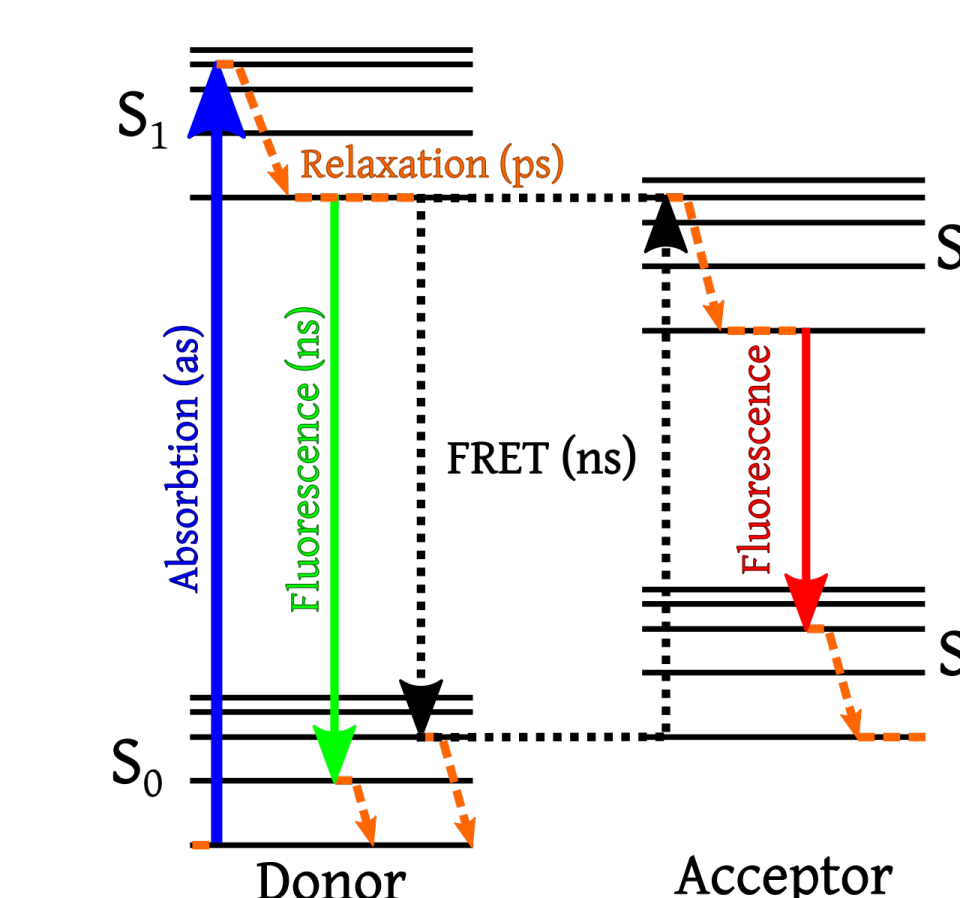 S₁
Relaxation (ps)
S
Absorbtion (as)
Fluorescence (ns)
FRET (ns)
Fluorescence
S
S₀
Donor
Acceptor